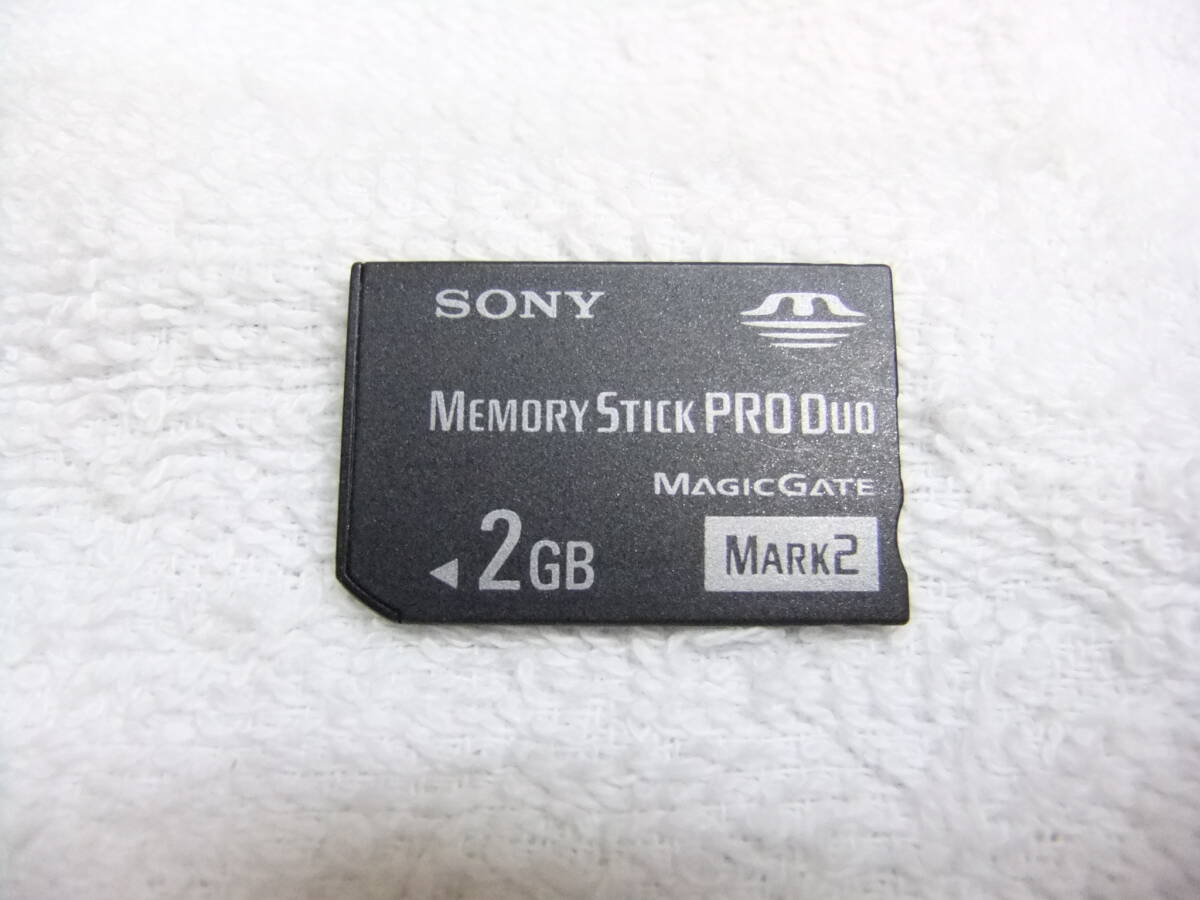 SONY
MEMORY STICK PRO DUO
MAGICGATE
2GB MARK2